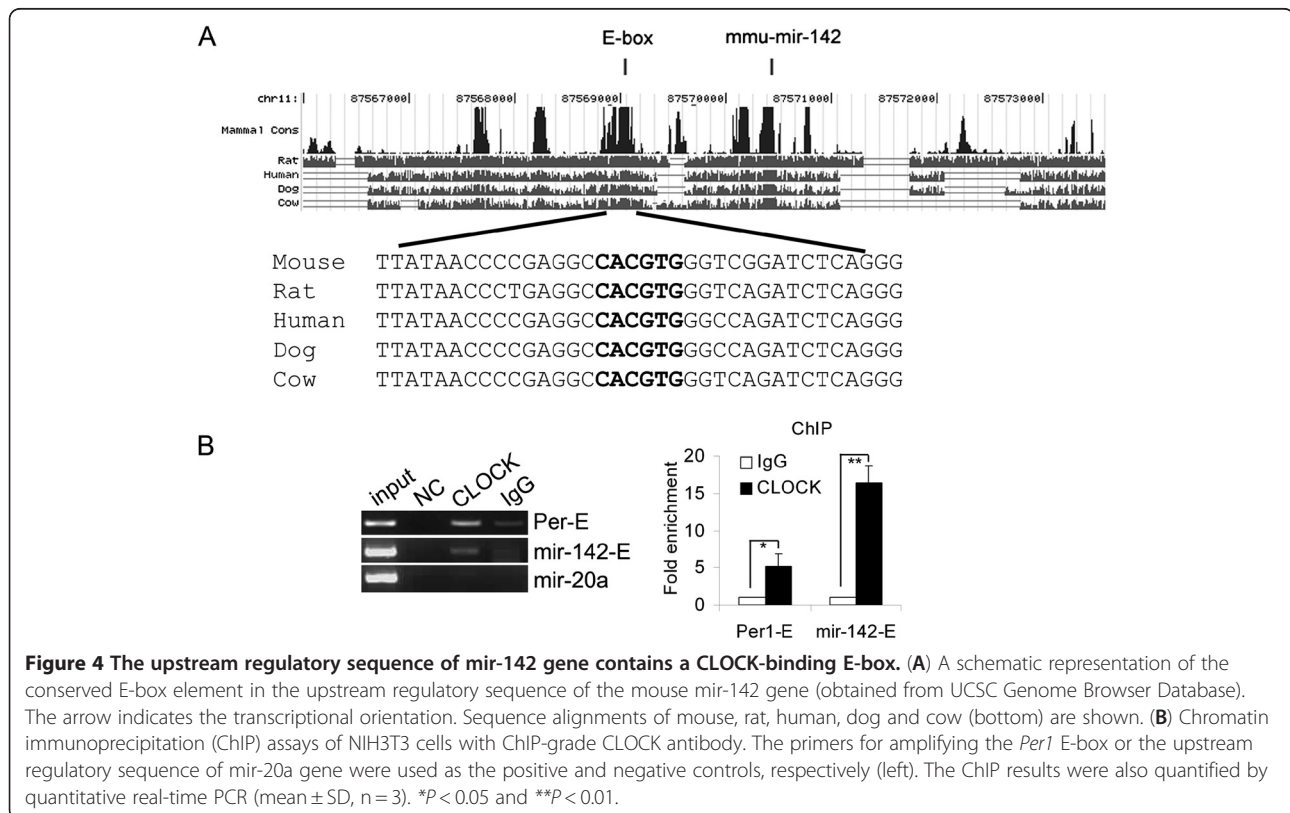 A
E-box mmu-mir-142
chr11: 87567000 87568000 87569000 87570000 87571000 87572000 87573000
Mammal Cons
Rat
Human
Dog
Cow
Mouse TTATAACCCCGAGGCCACGTGGGTCGGATCTCAGGG
Rat TTATAACCCTGAGGCCACGTGGGTCAGATCTCAGGG
Human TTATAACCCCGAGGCCACGTGGGCCAGATCTCAGGG
Dog TTATAACCCCGAGGCCACGTGGGCCAGATCTCAGGG
Cow TTATAACCCCGAGGCCACGTGGGTCAGATCTCAGGG
B
input NC CLOCK IgG
Per-E
mir-142-E
mir-20a
ChIP
Fold enrichment
20
15
10
5
0
IgG
CLOCK
*
**
Per1-E mir-142-E
Figure 4 The upstream regulatory sequence of mir-142 gene contains a CLOCK-binding E-box. (A) A schematic representation of the
conserved E-box element in the upstream regulatory sequence of the mouse mir-142 gene (obtained from UCSC Genome Browser Database).
The arrow indicates the transcriptional orientation. Sequence alignments of mouse, rat, human, dog and cow (bottom) are shown. (B) Chromatin
immunoprecipitation (ChIP) assays of NIH3T3 cells with ChIP-grade CLOCK antibody. The primers for amplifying the Per1 E-box or the upstream
regulatory sequence of mir-20a gene were used as the positive and negative controls, respectively (left). The ChIP results were also quantified by
quantitative real-time PCR (mean ± SD, n = 3). *P < 0.05 and **P < 0.01.